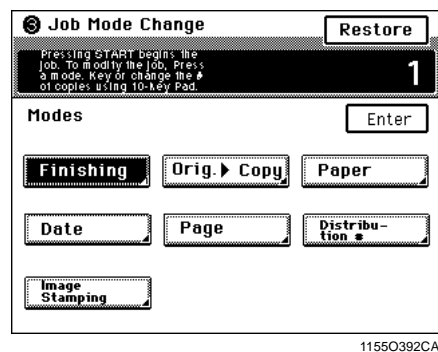 ❸ Job Mode Change
Restore
Pressing START begins the
job. To modify the job, Press
a mode. Key or change the #
of copies using 10-Key Pad.
1
Modes
Enter
Finishing
Orig. ▶ Copy
Paper
Date
Page
Distribu-
tion #
Image
Stamping
1155O392CA